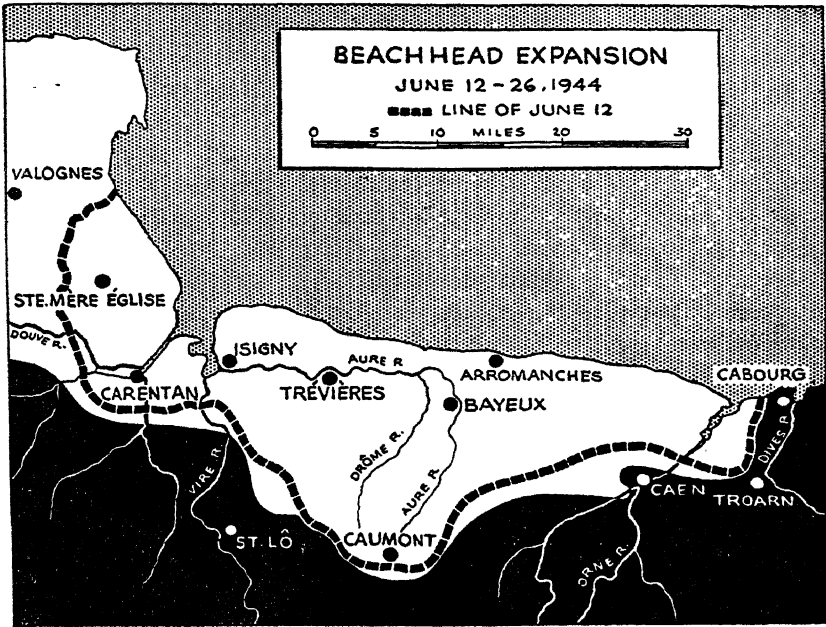 BEACHHEAD EXPANSION
JUNE 12-26, 1944
LINE OF JUNE 12
0 5 10 MILES 20 30
VALOGNES
STE. MÈRE ÉGLISE
DOUVE R.
ISIGNY
AURE R
CARENTAN
TRÉVIÈRES
ARROMANCHES
CABOURG
BAYEUX
DRÔME R.
AURE R.
VIRE R.
DIVES R.
CAEN
TROARN
ST. LÔ
CAUMONT
ORNE R.